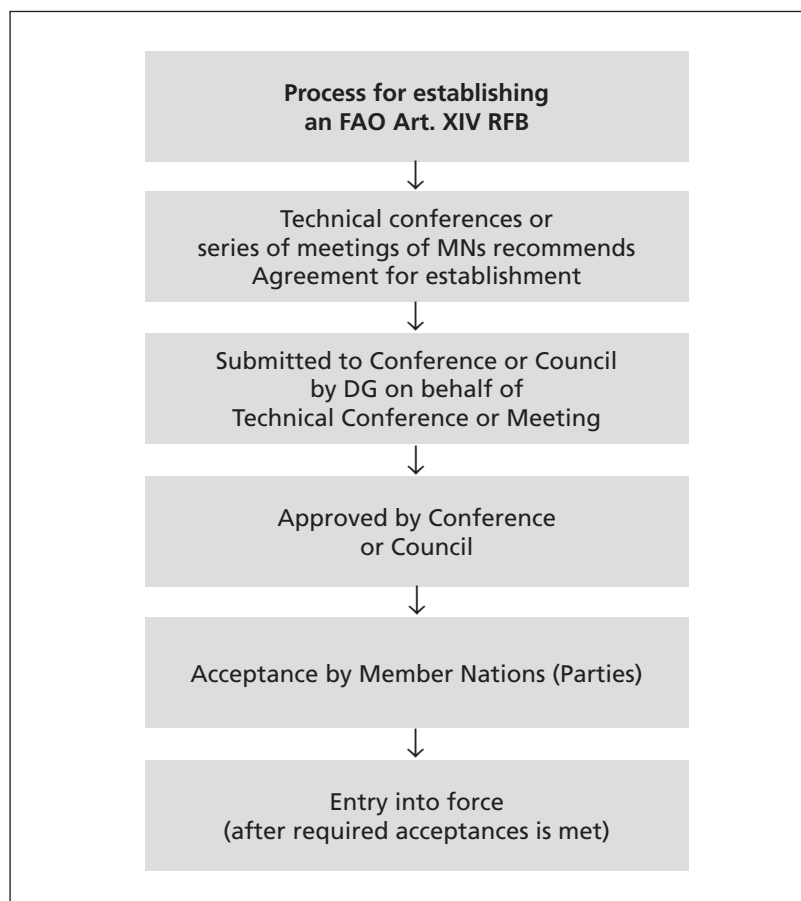 Process for establishing
an FAO Art. XIV RFB
Technical conferences or
series of meetings of MNs recommends
Agreement for establishment
Submitted to Conference or Council
by DG on behalf of
Technical Conference or Meeting
Approved by Conference
or Council
Acceptance by Member Nations (Parties)
Entry into force
(after required acceptances is met)